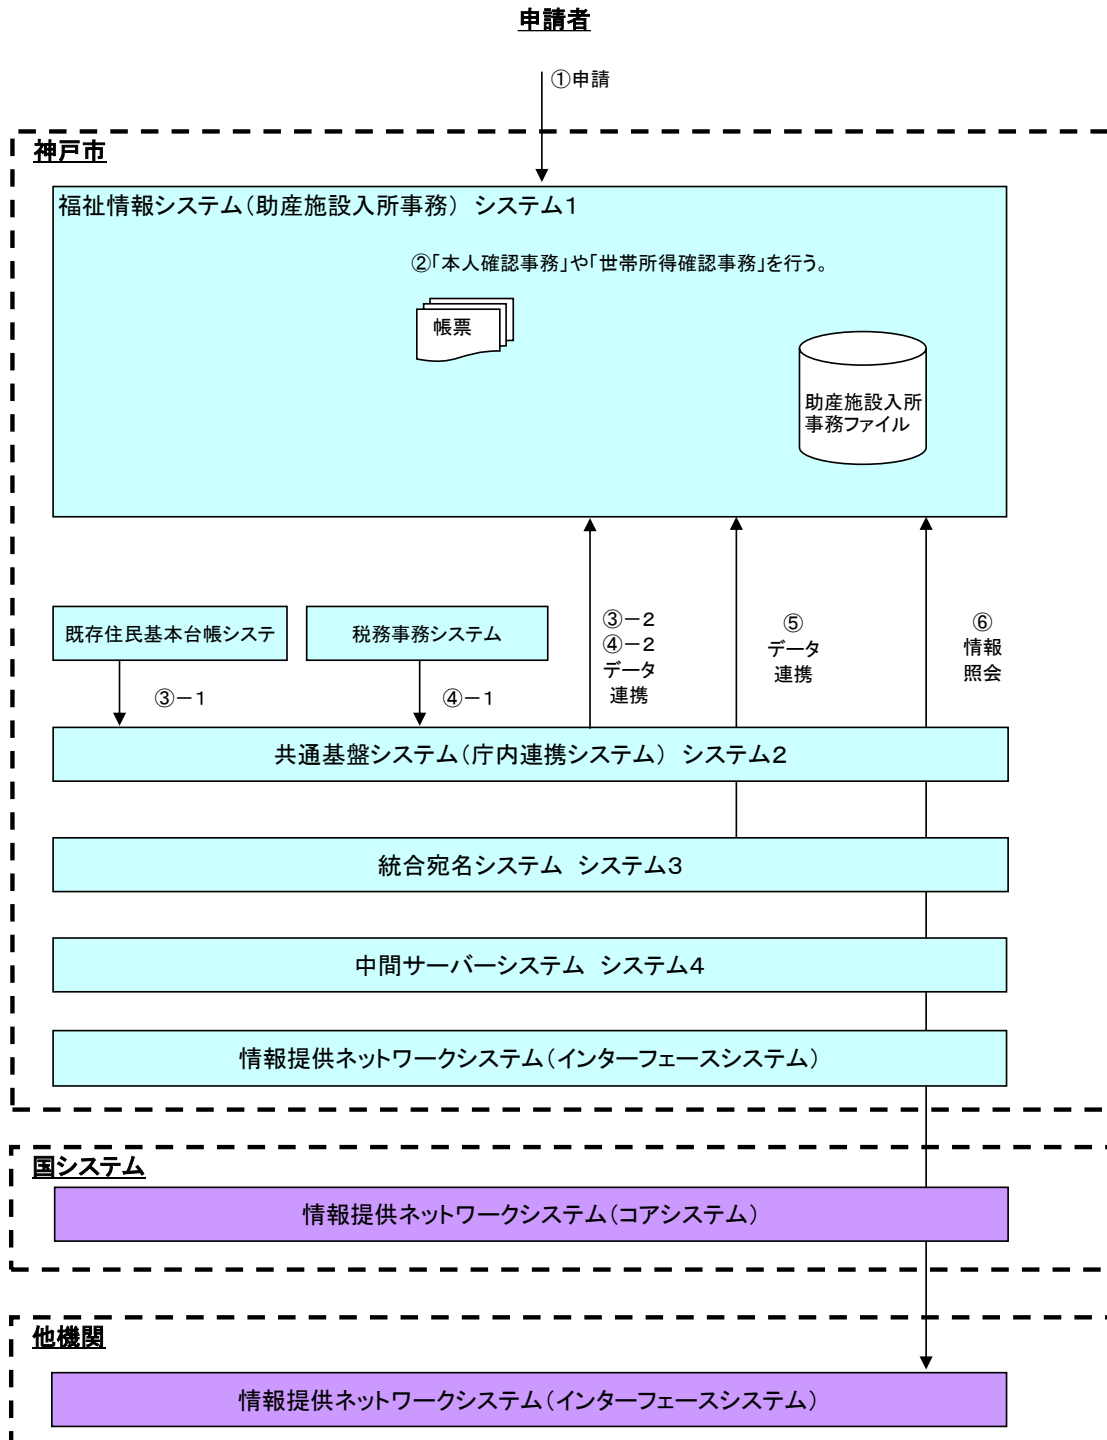 申請者
①申請
神戸市
福祉情報システム（助産施設入所事務）　システム１
②「本人確認事務」や「世帯所得確認事務」を行う。
帳票
助産施設入所
事務ファイル
既存住民基本台帳システ
税務事務システム
③－１
④－１
③－２
④－２
データ
連携
⑤
データ
連携
⑥
情報
照会
共通基盤システム（庁内連携システム）　システム２
統合宛名システム　システム３
中間サーバーシステム　システム４
情報提供ネットワークシステム（インターフェースシステム）
国システム
情報提供ネットワークシステム（コアシステム）
他機関
情報提供ネットワークシステム（インターフェースシステム）